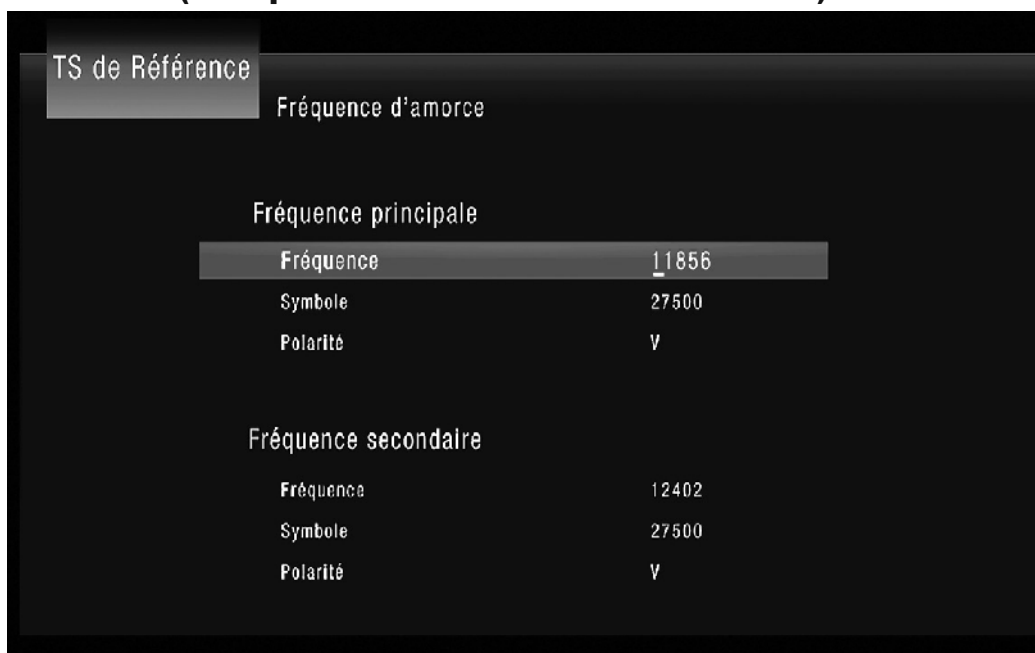 TS de Référence
Fréquence d'amorce
Fréquence principale
Fréquence 11856
Symbole 27500
Polarité V
Fréquence secondaire
Fréquence 12402
Symbole 27500
Polarité V